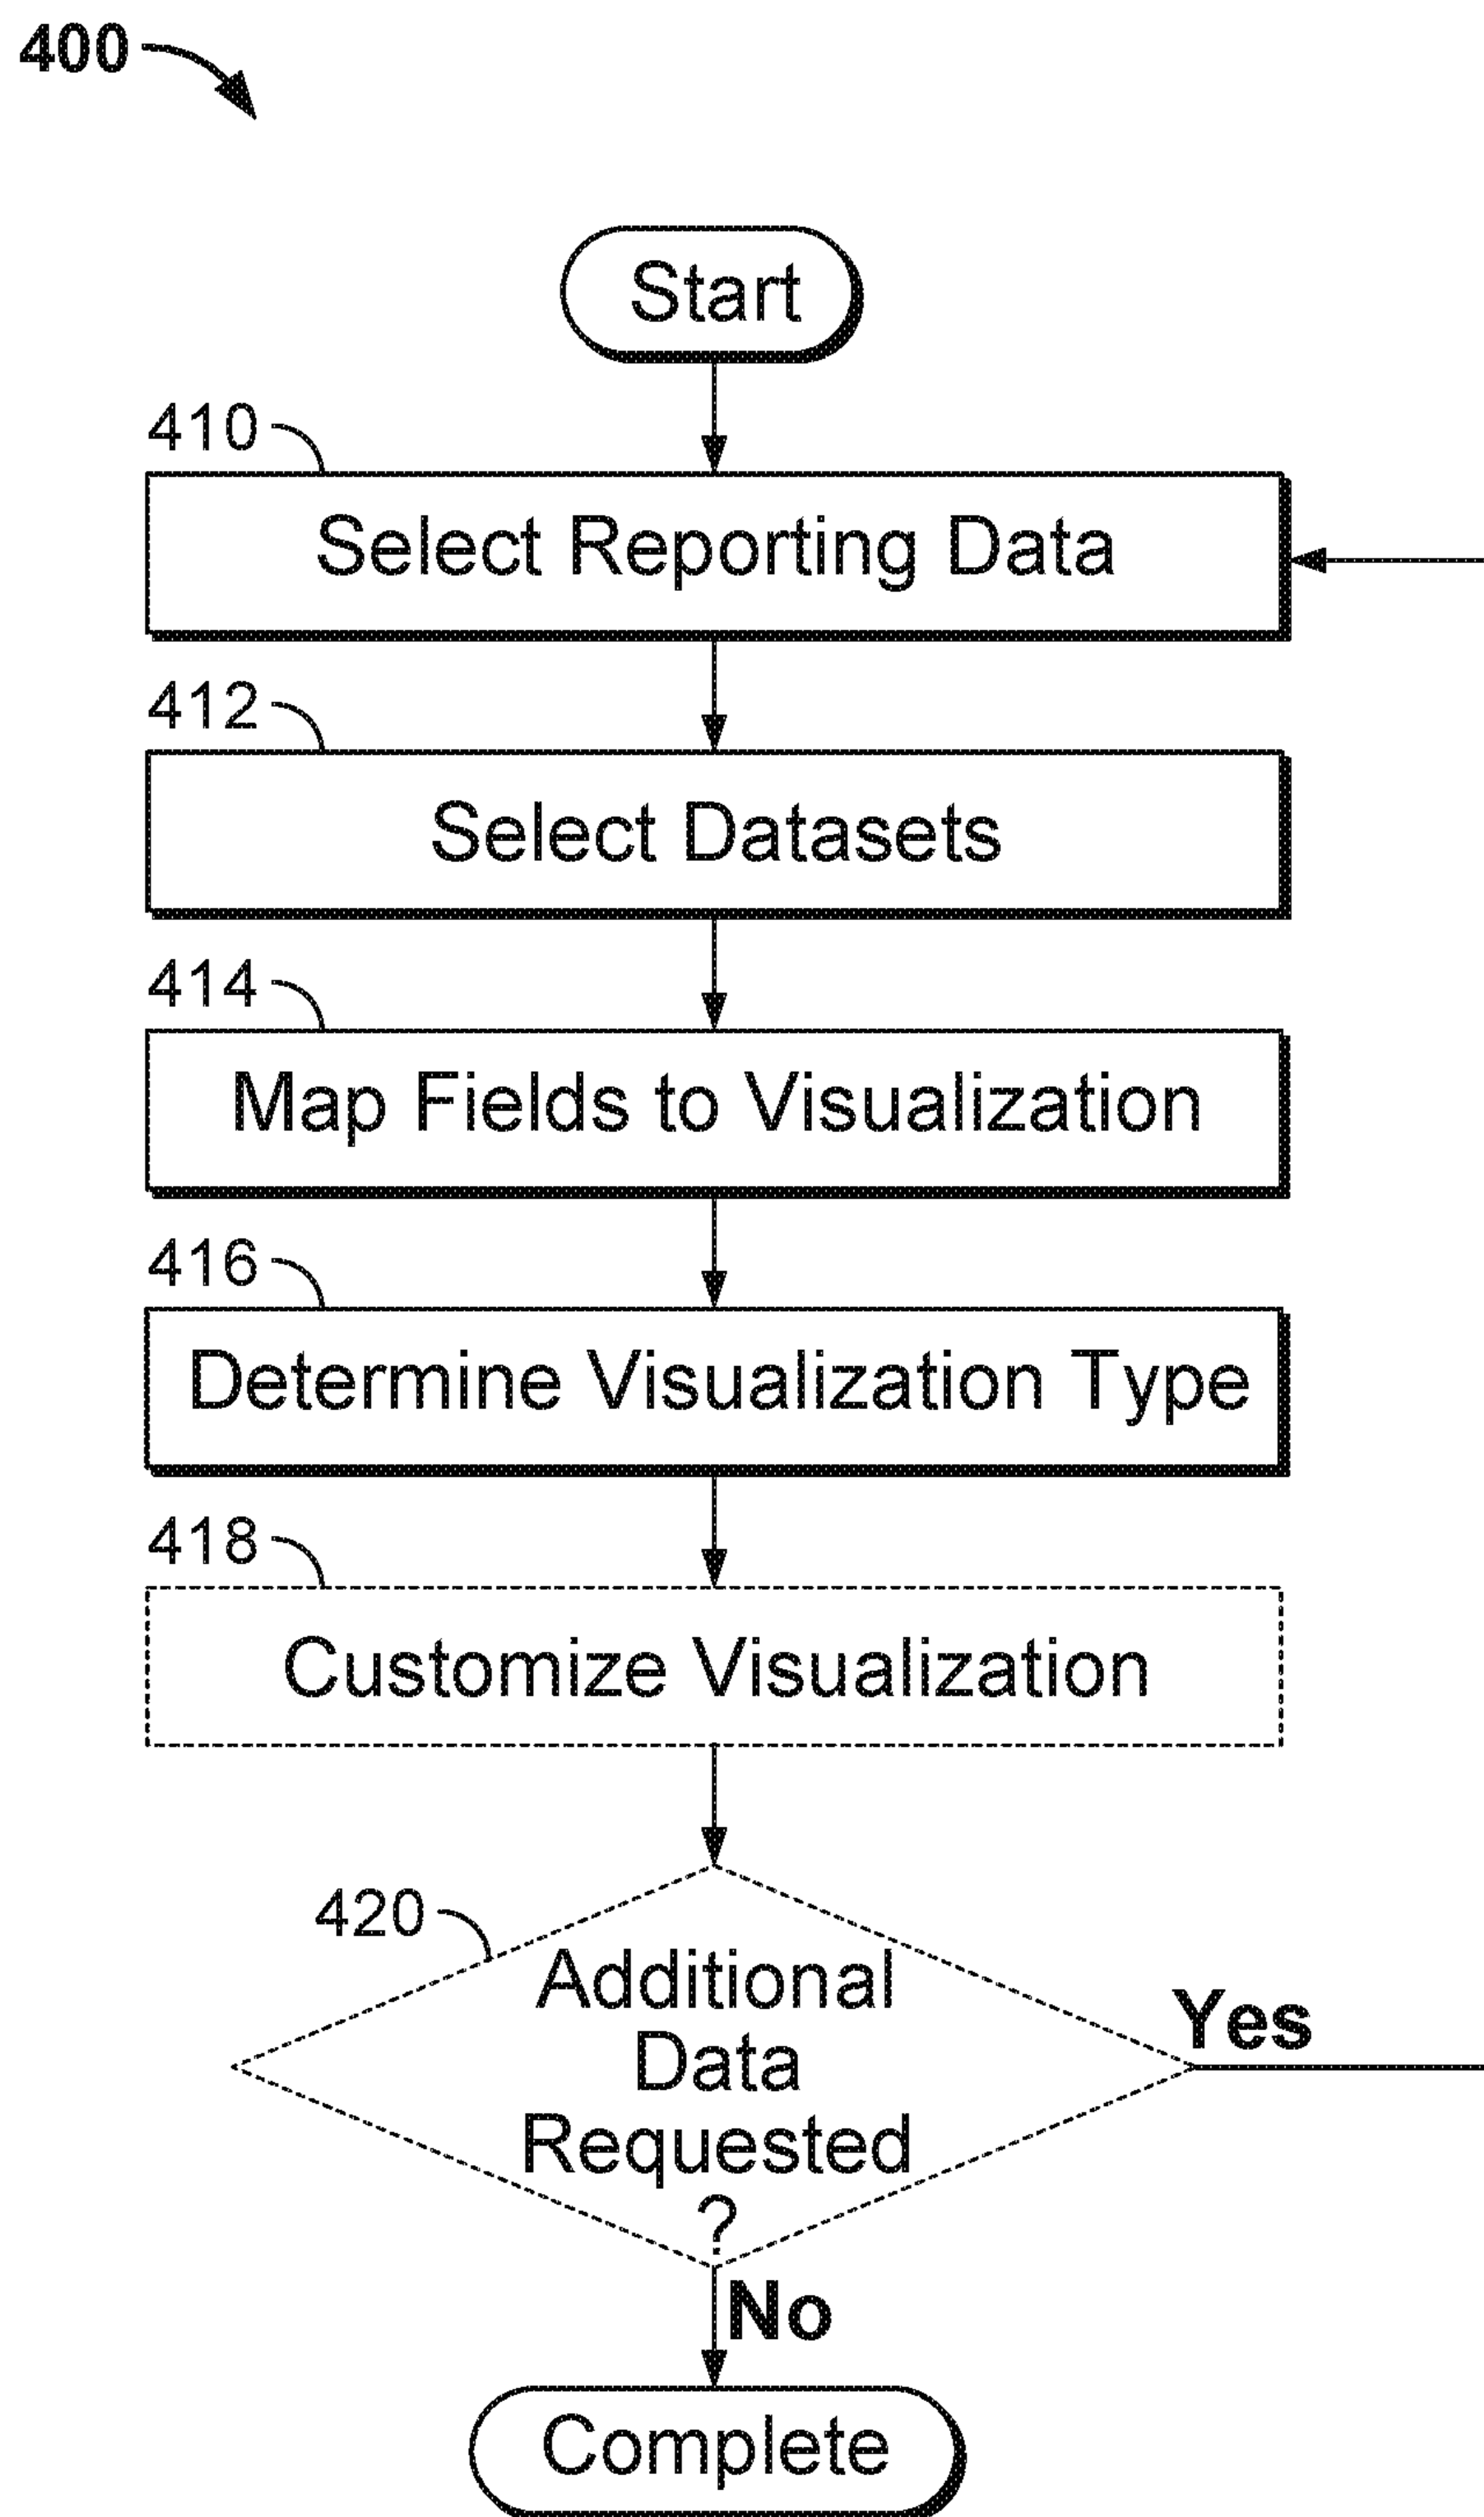 400
Start
410
Select Reporting Data
412
Select Datasets
414
Map Fields to Visualization
416
Determine Visualization Type
418
Customize Visualization
420
Additional
Data
Requested
?
Yes
No
Complete